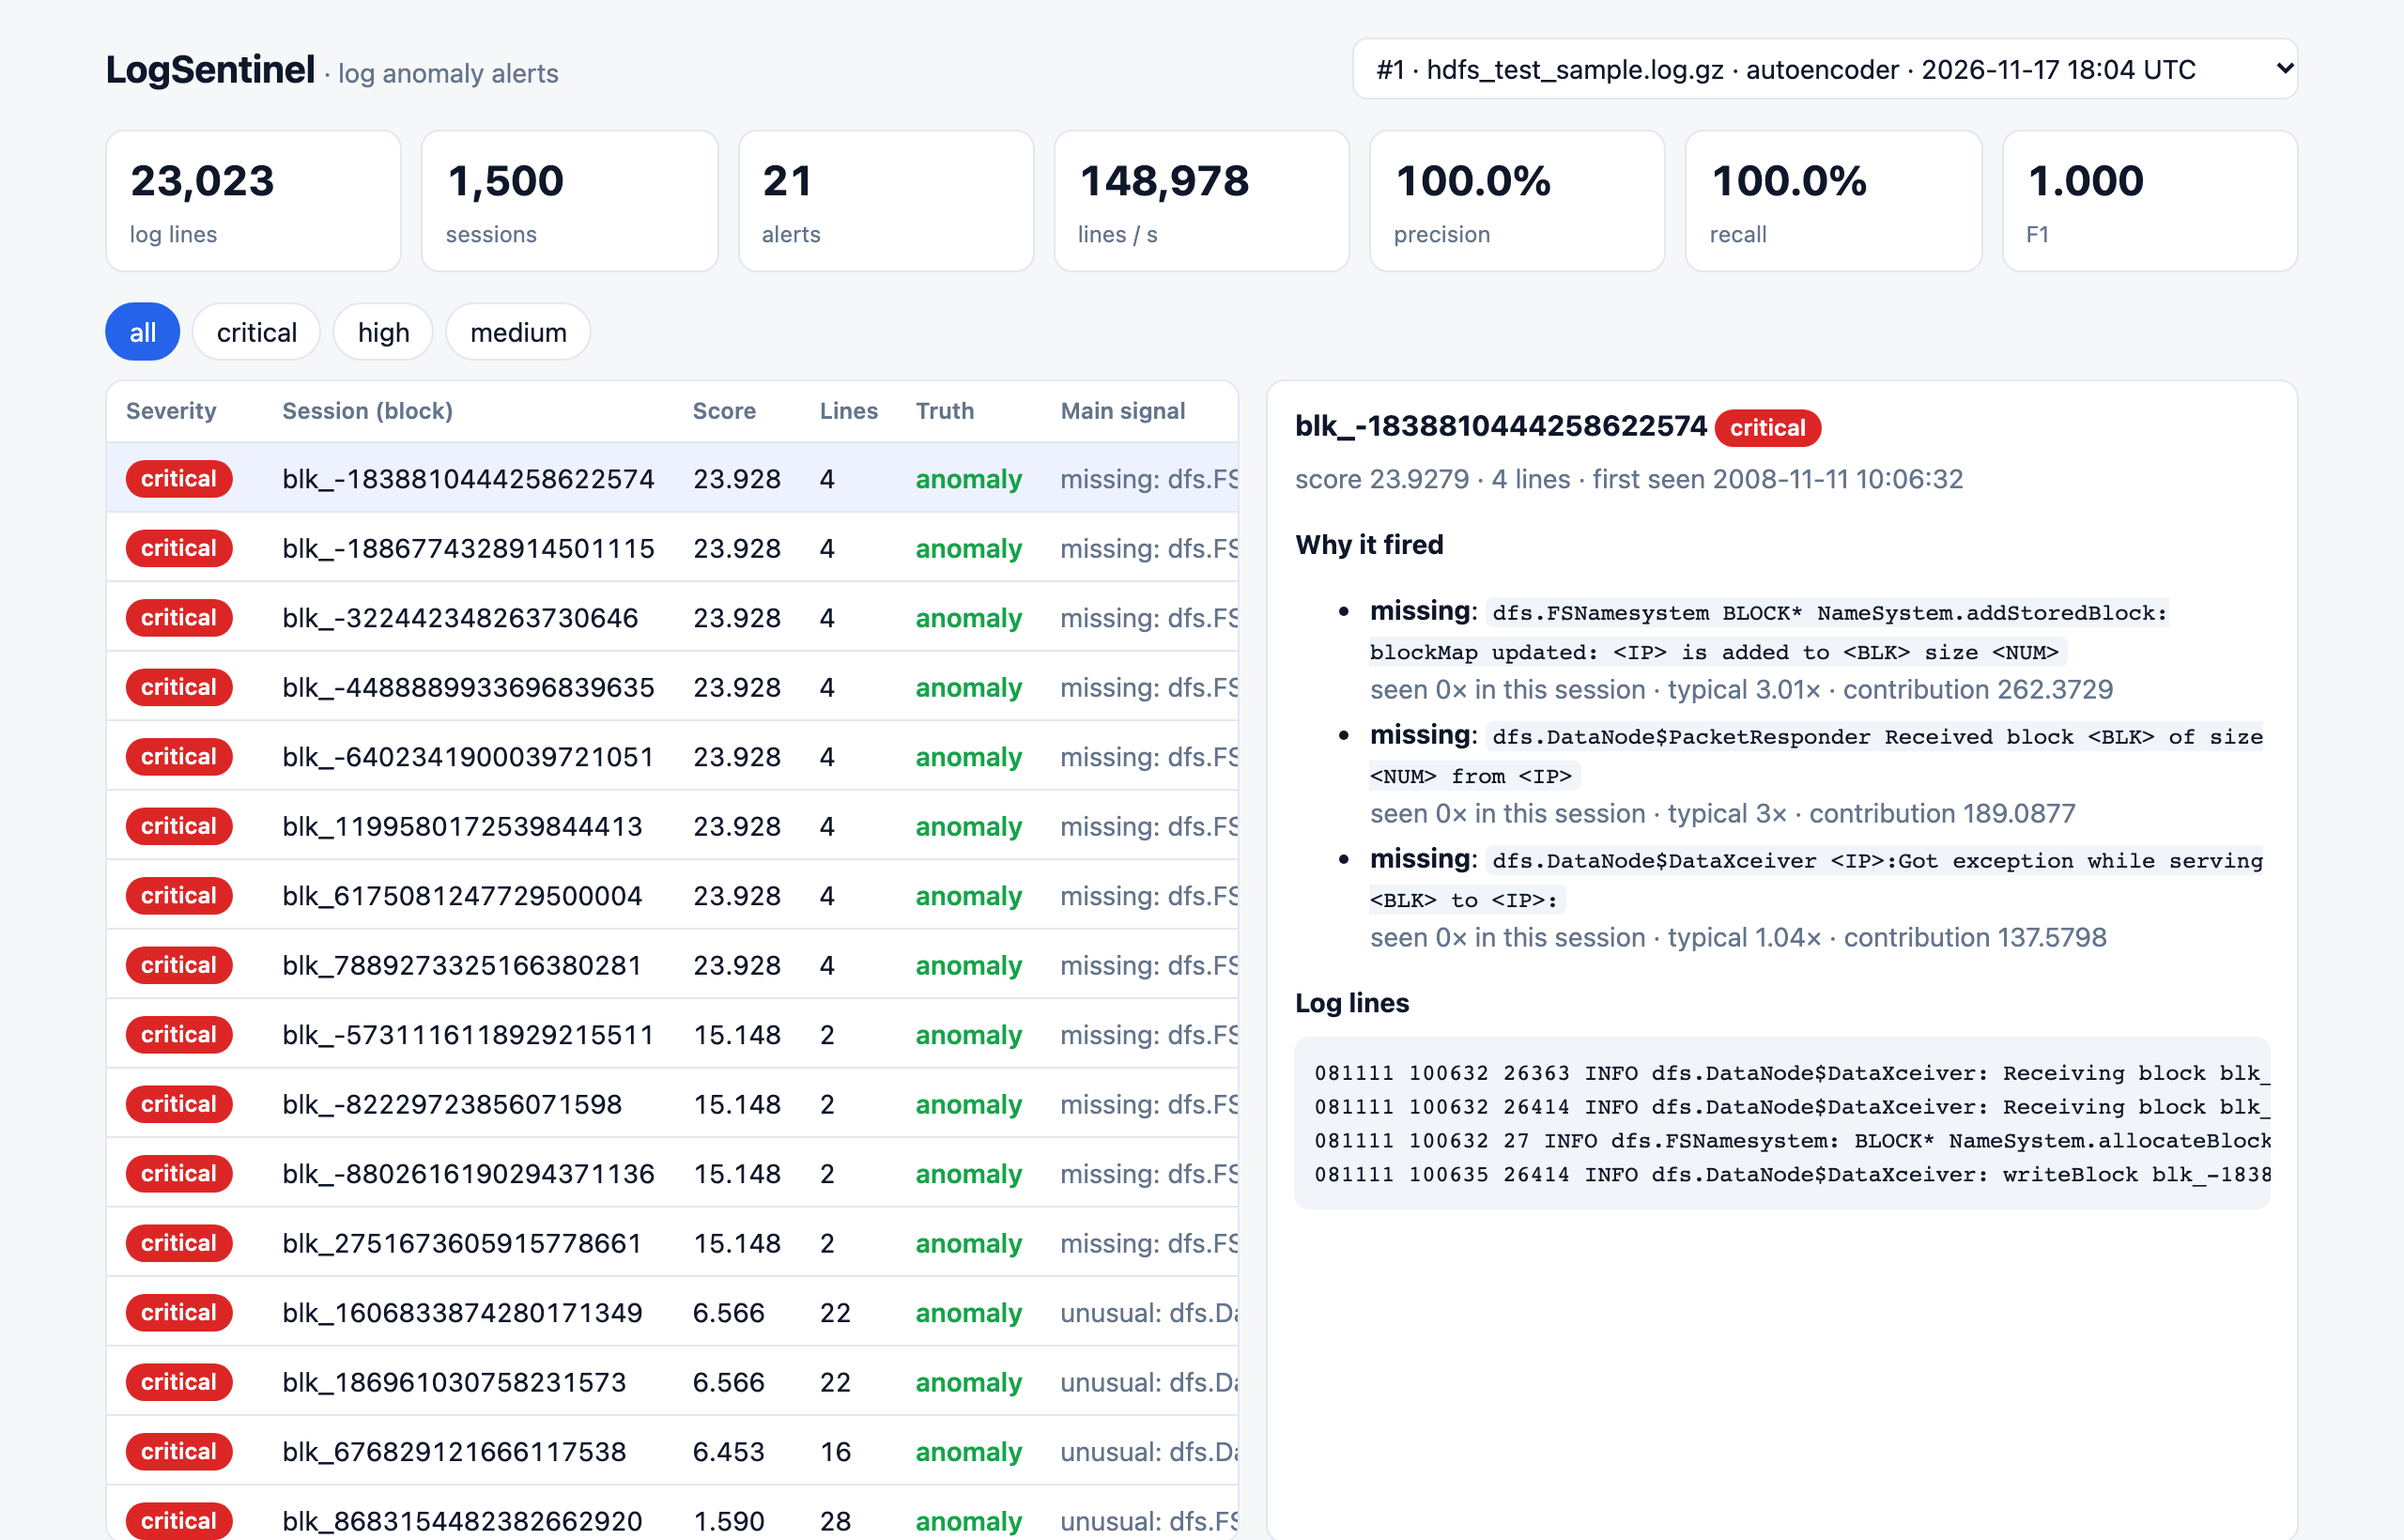 LogSentinel · log anomaly alerts
#1 · hdfs_test_sample.log.gz · autoencoder · 2026-11-17 18:04 UTC
23,023
log lines
1,500
sessions
21
alerts
148,978
lines / s
100.0%
precision
100.0%
recall
1.000
F1
all critical high medium
Severity Session (block) Score Lines Truth Main signal
critical blk_-1838810444258622574 23.928 4 anomaly missing: dfs.FS
critical blk_-1886774328914501115 23.928 4 anomaly missing: dfs.FS
critical blk_-322442348263730646 23.928 4 anomaly missing: dfs.FS
critical blk_-4488889933696839635 23.928 4 anomaly missing: dfs.FS
critical blk_-6402341900039721051 23.928 4 anomaly missing: dfs.FS
critical blk_1199580172539844413 23.928 4 anomaly missing: dfs.FS
critical blk_6175081247729500004 23.928 4 anomaly missing: dfs.FS
critical blk_7889273325166380281 23.928 4 anomaly missing: dfs.FS
critical blk_-5731116118929215511 15.148 2 anomaly missing: dfs.FS
critical blk_-82229723856071598 15.148 2 anomaly missing: dfs.FS
critical blk_-8802616190294371136 15.148 2 anomaly missing: dfs.FS
critical blk_2751673605915778661 15.148 2 anomaly missing: dfs.FS
critical blk_1606833874280171349 6.566 22 anomaly unusual: dfs.Da
critical blk_186961030758231573 6.566 22 anomaly unusual: dfs.Da
critical blk_676829121666117538 6.453 16 anomaly unusual: dfs.Da
critical blk_8683154482382662920 1.590 28 anomaly unusual: dfs.FS
blk_-1838810444258622574 critical
score 23.9279 · 4 lines · first seen 2008-11-11 10:06:32
Why it fired
• missing: dfs.FSNamesystem BLOCK* NameSystem.addStoredBlock:
blockMap updated: <IP> is added to <BLK> size <NUM>
seen 0× in this session · typical 3.01× · contribution 262.3729
• missing: dfs.DataNode$PacketResponder Received block <BLK> of size
<NUM> from <IP>
seen 0× in this session · typical 3× · contribution 189.0877
• missing: dfs.DataNode$DataXceiver <IP>:Got exception while serving
<BLK> to <IP>:
seen 0× in this session · typical 1.04× · contribution 137.5798
Log lines
081111 100632 26363 INFO dfs.DataNode$DataXceiver: Receiving block blk_
081111 100632 26414 INFO dfs.DataNode$DataXceiver: Receiving block blk_
081111 100632 27 INFO dfs.FSNamesystem: BLOCK* NameSystem.allocateBlock
081111 100635 26414 INFO dfs.DataNode$DataXceiver: writeBlock blk_-1838